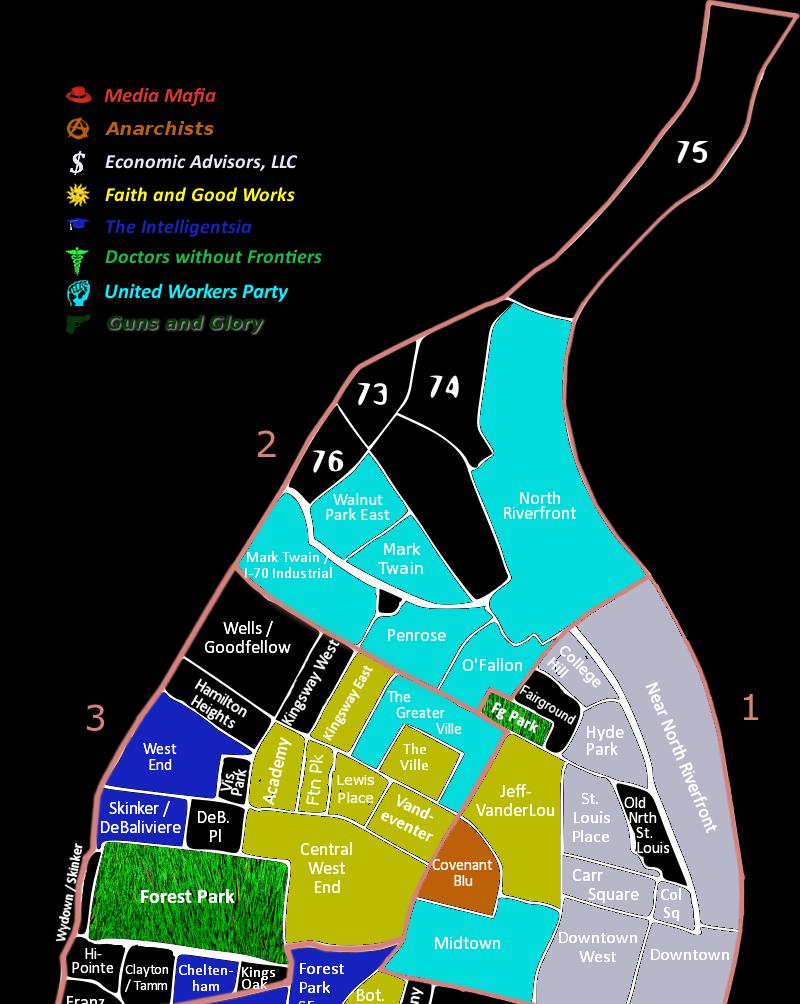 Media Mafia
Anarchists
$ Economic Advisors, LLC
Faith and Good Works
The Intelligentsia
Doctors without Frontiers
United Workers Party
Guns and Glory
75
73
74
2
76
Walnut
Park East
North
Riverfront
Mark
Twain
Mark Twain /
I-70 Industrial
Penrose
Wells /
Goodfellow
O'Fallon
College
Hill
Kingsway West
Kingsway East
Hamilton
Heights
The
Greater
Ville
Fg Park
Fairground
Near North Riverfront
1
3
Hyde
Park
West
End
The
Ville
Vis.
Park
Academy
Ftn Pk
Lewis
Place
Jeff-
VanderLou
Vand-
eventer
St.
Louis
Place
Old
Nrth
St.
Louis
Skinker /
DeBaliviere
DeB.
Pl
Central
West
End
Covenant
Blu
Carr
Square
Col
Sq
Wydown / Skinker
Forest Park
Midtown
Downtown
West
Downtown
Hi-
Pointe
Clayton
/ Tamm
Chelten-
ham
Kings
Oak
Forest
Park
SE
Bot.
Franz